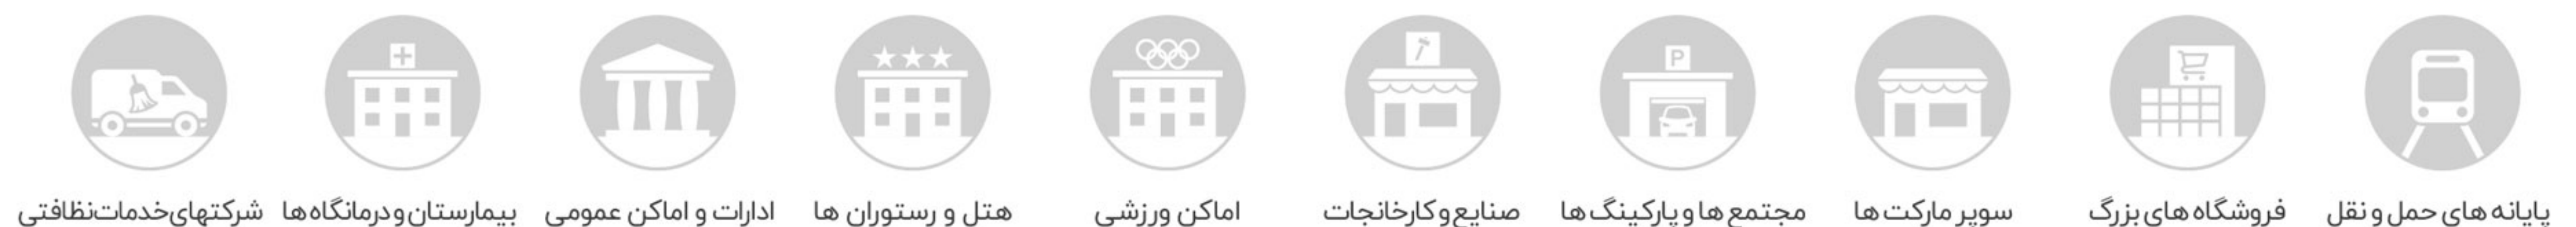 پایانه های حمل و نقل
فروشگاه های بزرگ
سوپر مارکت ها
P
مجتمع ها و پارکینگ ها
صنایع و کارخانجات
اماکن ورزشی
هتل و رستوران ها
ادارات و اماکن عمومی
بیمارستان و درمانگاه ها
شرکتهای خدمات نظافتی